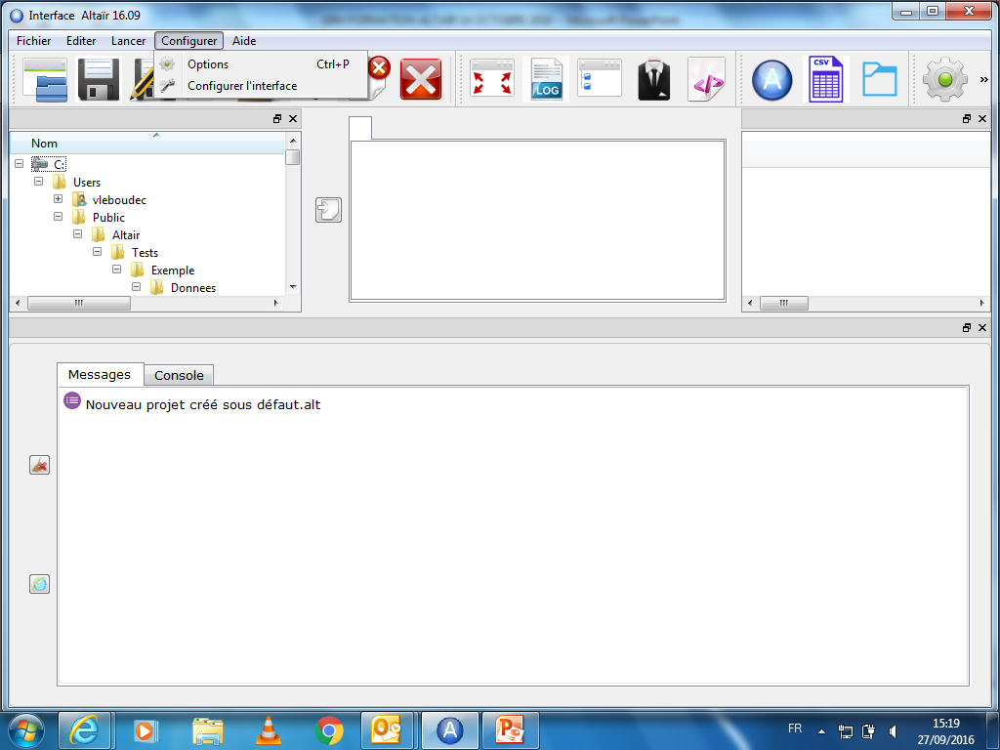 Interface Altaïr 16.09
Fichier Editer Lancer Configurer Aide
Options Ctrl+P
Configurer l'interface
LOG
A
CSV
»
Nom
C:
Users
vleboudec
Public
Altair
Tests
Exemple
Donnees
Messages Console
Nouveau projet créé sous défaut.alt
FR
15:19
27/09/2016